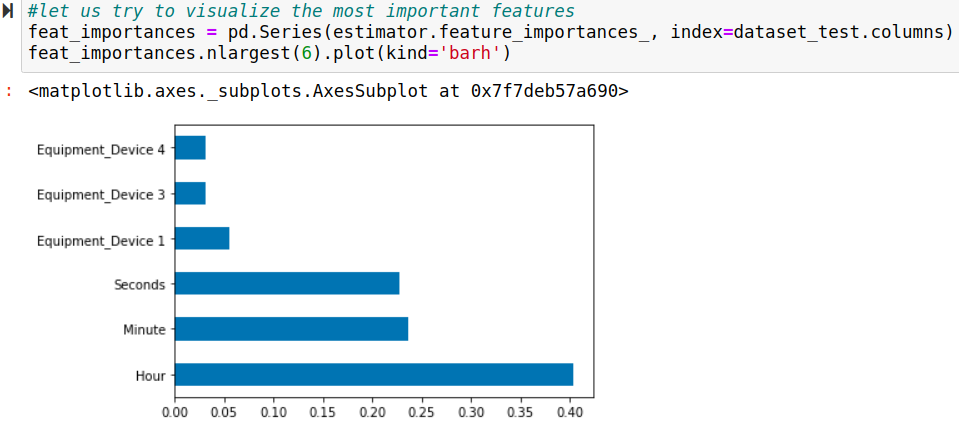 #let us try to visualize the most important features
feat_importances = pd.Series(estimator.feature_importances_, index=dataset_test.columns)
feat_importances.nlargest(6).plot(kind='barh')
: <matplotlib.axes._subplots.AxesSubplot at 0x7f7deb57a690>
Equipment_Device 4
Equipment_Device 3
Equipment_Device 1
Seconds
Minute
Hour
0.00 0.05 0.10 0.15 0.20 0.25 0.30 0.35 0.40